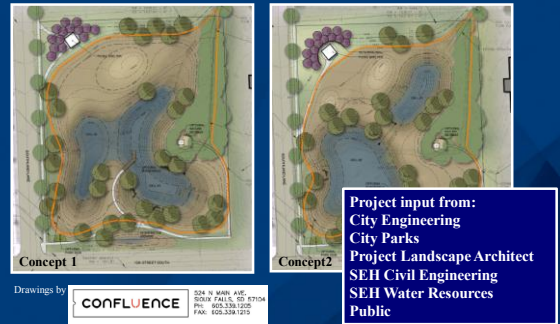 Concept 1
Concept2
Project input from:
City Engineering
City Parks
Project Landscape Architect
SEH Civil Engineering
SEH Water Resources
Public
Drawings by
CONFLUENCE
524 N MAIN AVE,
SIOUX FALLS, SD 57104
PH: 605.339.1205
FAX: 605.339.1215